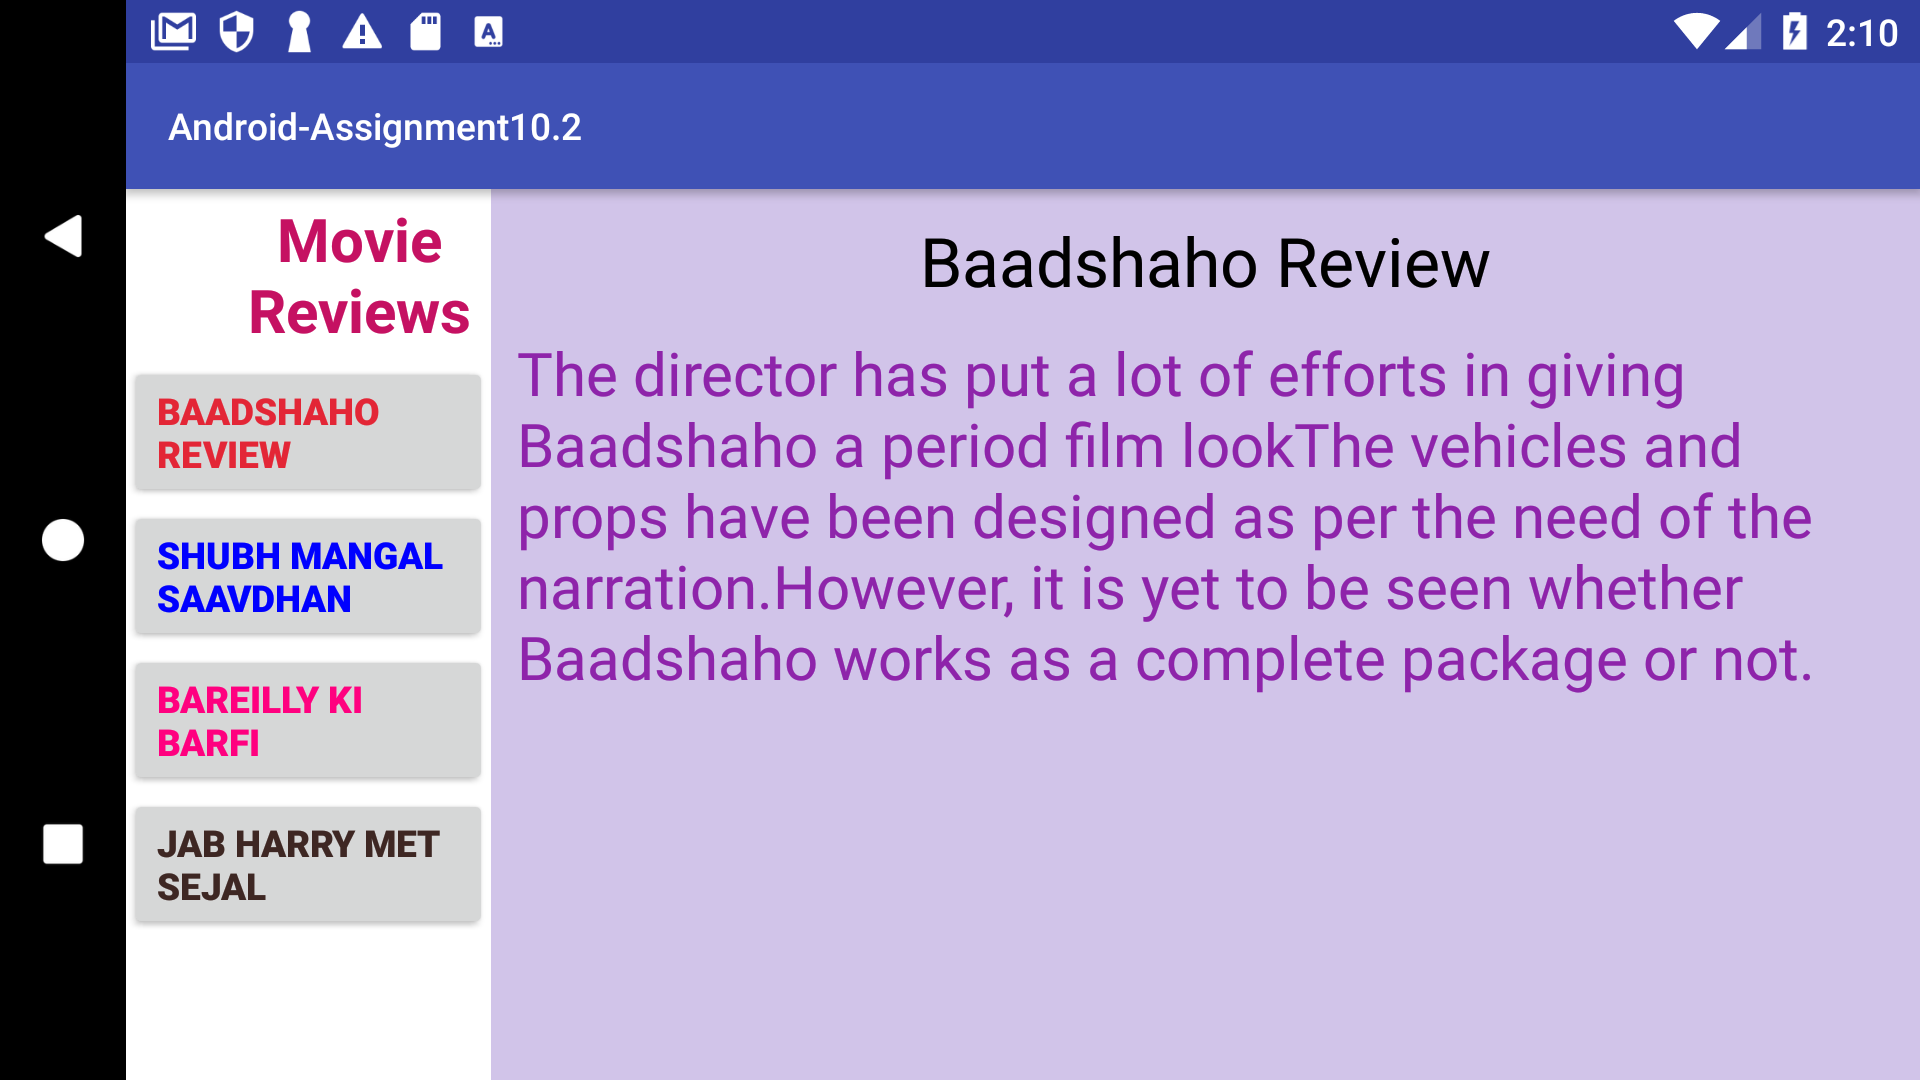 2:10
Android-Assignment10.2
Movie
Reviews
BAADSHAHO
REVIEW
SHUBH MANGAL
SAAVDHAN
BAREILLY KI
BARFI
JAB HARRY MET
SEJAL
Baadshaho Review
The director has put a lot of efforts in giving
Baadshaho a period film lookThe vehicles and
props have been designed as per the need of the
narration.However, it is yet to be seen whether
Baadshaho works as a complete package or not.